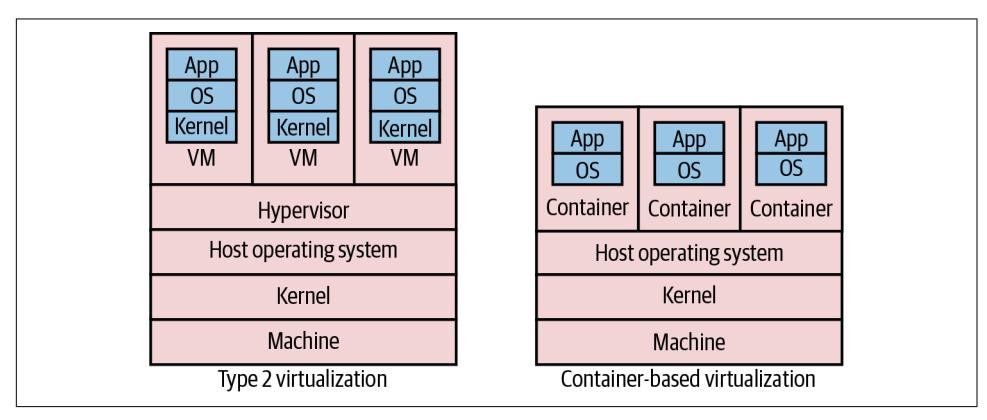 App App App
OS OS OS
Kernel Kernel Kernel
VM VM VM
Hypervisor
Host operating system
Kernel
Machine
Type 2 virtualization
App App App
OS OS OS
Container Container Container
Host operating system
Kernel
Machine
Container-based virtualization